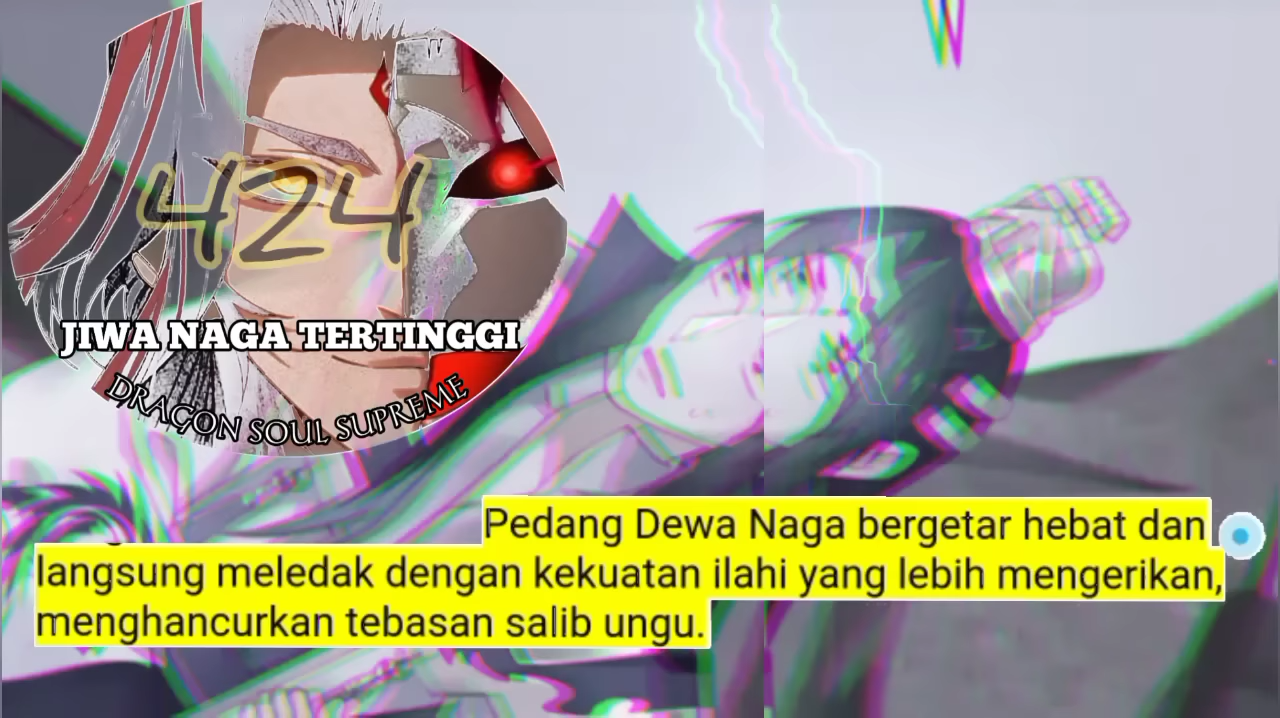 424
JIWA NAGA TERTINGGI
DRAGON SOUL SUPREME
Pedang Dewa Naga bergetar hebat dan
langsung meledak dengan kekuatan ilahi yang lebih mengerikan,
menghancurkan tebasan salib ungu.